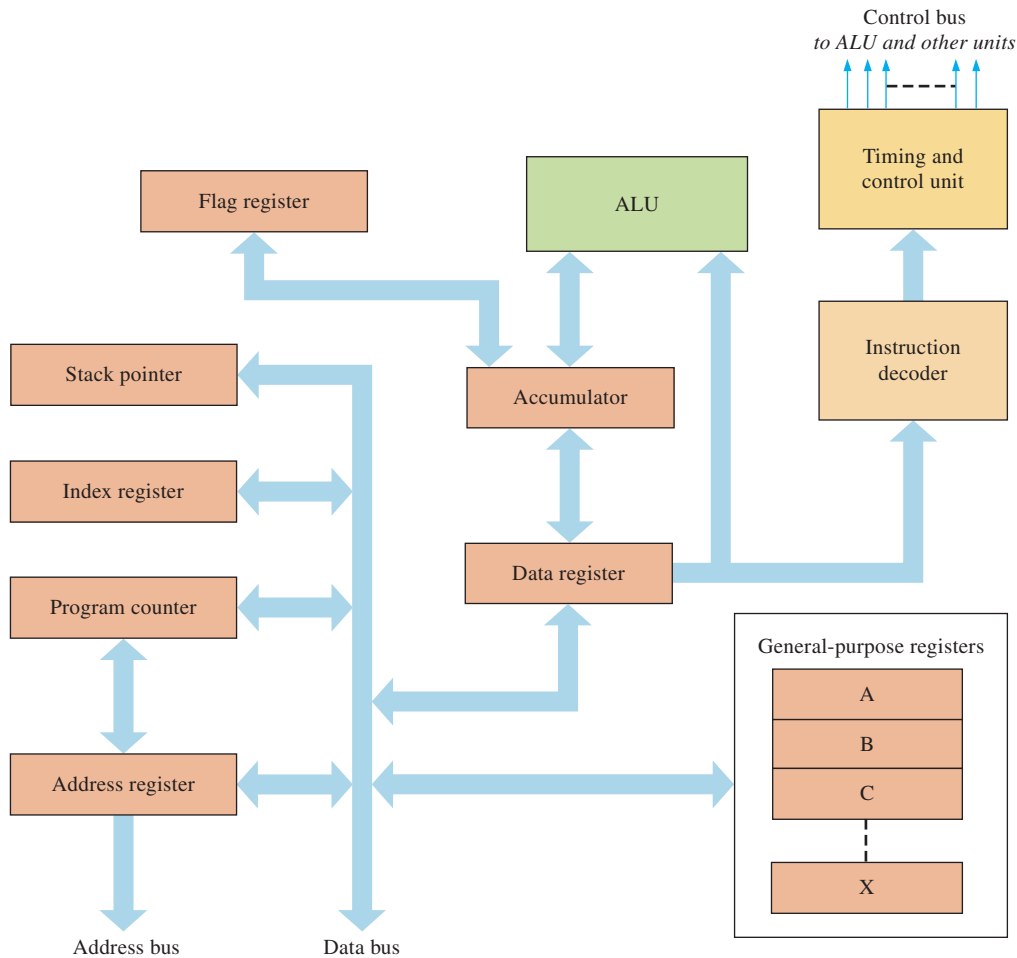 Control bus
to ALU and other units
Timing and
control unit
Flag register
ALU
Instruction
decoder
Stack pointer
Accumulator
Index register
Data register
Program counter
General-purpose registers
A
B
C
X
Address register
Address bus
Data bus